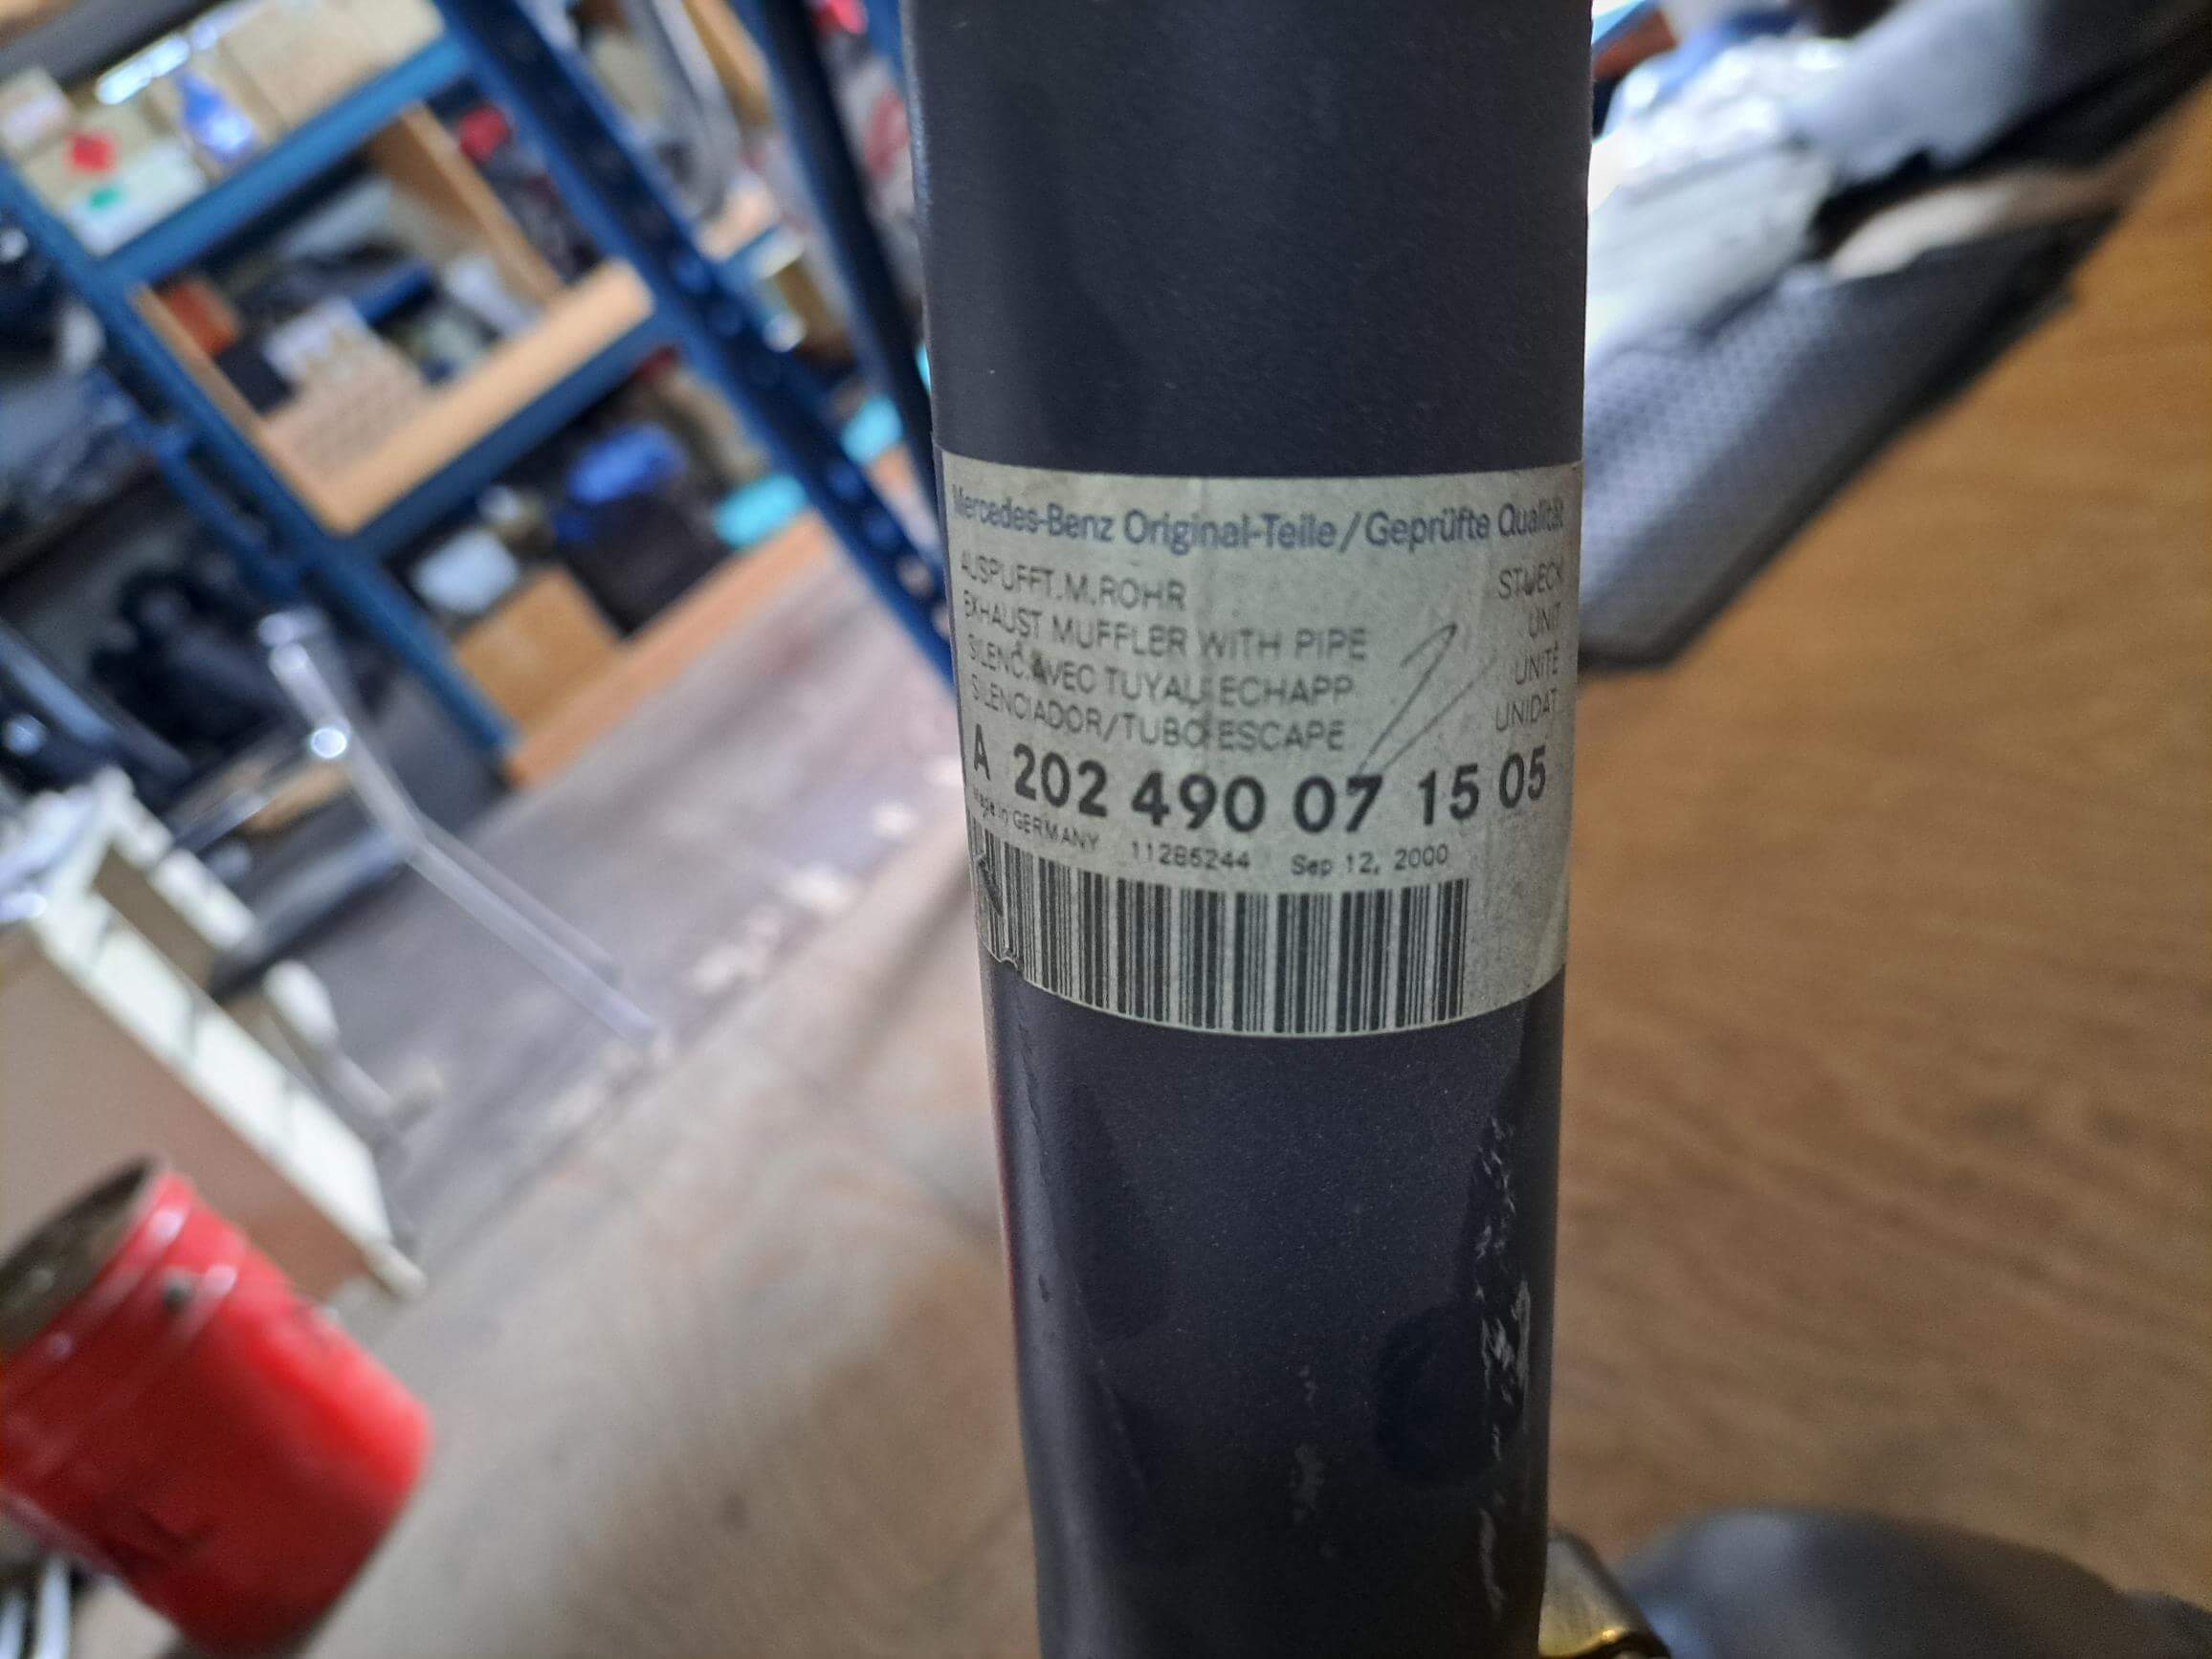 Mercedes-Benz Original-Teile/Geprüfte Qualität
AUSPUFFT.M.ROHR STUECK
EXHAUST MUFFLER WITH PIPE UNIT
SILENC.AVEC TUYAU ECHAPP UNITÉ
SILENCIADOR/TUBO ESCAPE UNIDAT
A 202 490 07 15 05
Made in GERMANY 11285244 Sep 12, 2000